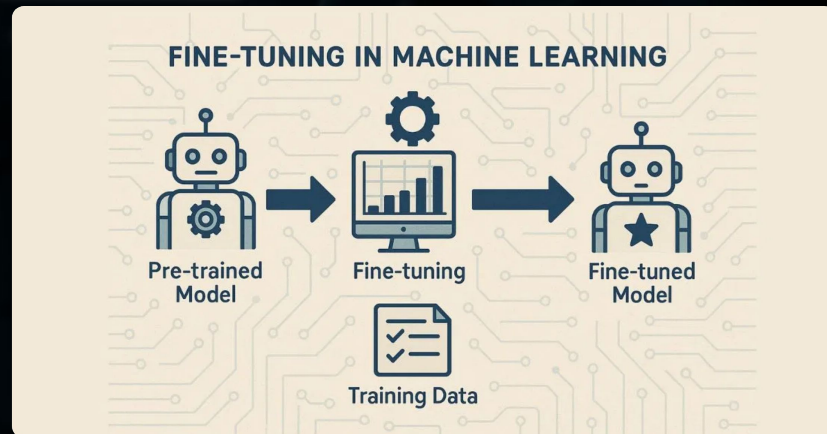 FINE-TUNING IN MACHINE LEARNING
Pre-trained
Model
Fine-tuning
Fine-tuned
Model
Training Data